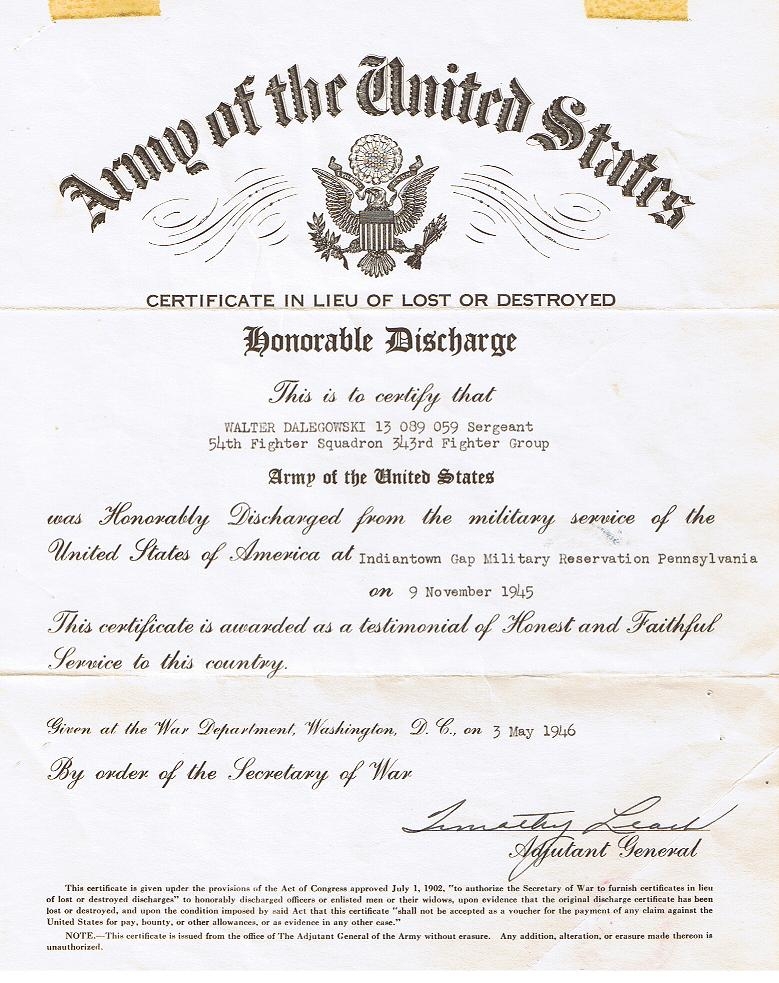 Army of the United States
CERTIFICATE IN LIEU OF LOST OR DESTROYED
Honorable Discharge
This is to certify that
WALTER DALEGOWSKI 13 089 059 Sergeant
54th Fighter Squadron 343rd Fighter Group
Army of the United States
was Honorably Discharged from the military service of the
United States of America at Indiantown Gap Military Reservation Pennsylvania
on 9 November 1945
This certificate is awarded as a testimonial of Honest and Faithful
Service to this country.
Given at the War Department, Washington, D. C., on 3 May 1946
By order of the Secretary of War
Timothy Leach
Adjutant General
This certificate is given under the provisions of the Act of Congress approved July 1, 1902, "to authorize the Secretary of War to furnish certificates in lieu
of lost or destroyed discharges" to honorably discharged officers or enlisted men or their widows, upon evidence that the original discharge certificate has been
lost or destroyed, and upon the condition imposed by said Act that this certificate "shall not be accepted as a voucher for the payment of any claim against the
United States for pay, bounty, or other allowances, or as evidence in any other case."
NOTE.—This certificate is issued from the office of The Adjutant General of the Army without erasure. Any addition, alteration, or erasure made thereon is
unauthorized.